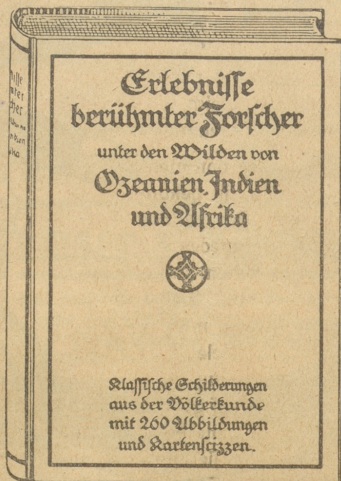 Erlebnisse
berühmter Forscher
unter den Wilden von
Ozeanien, Indien
und Afrika
Klassische Schilderungen
aus der Völkerkunde
mit 260 Abbildungen
und Kartenscizzen.